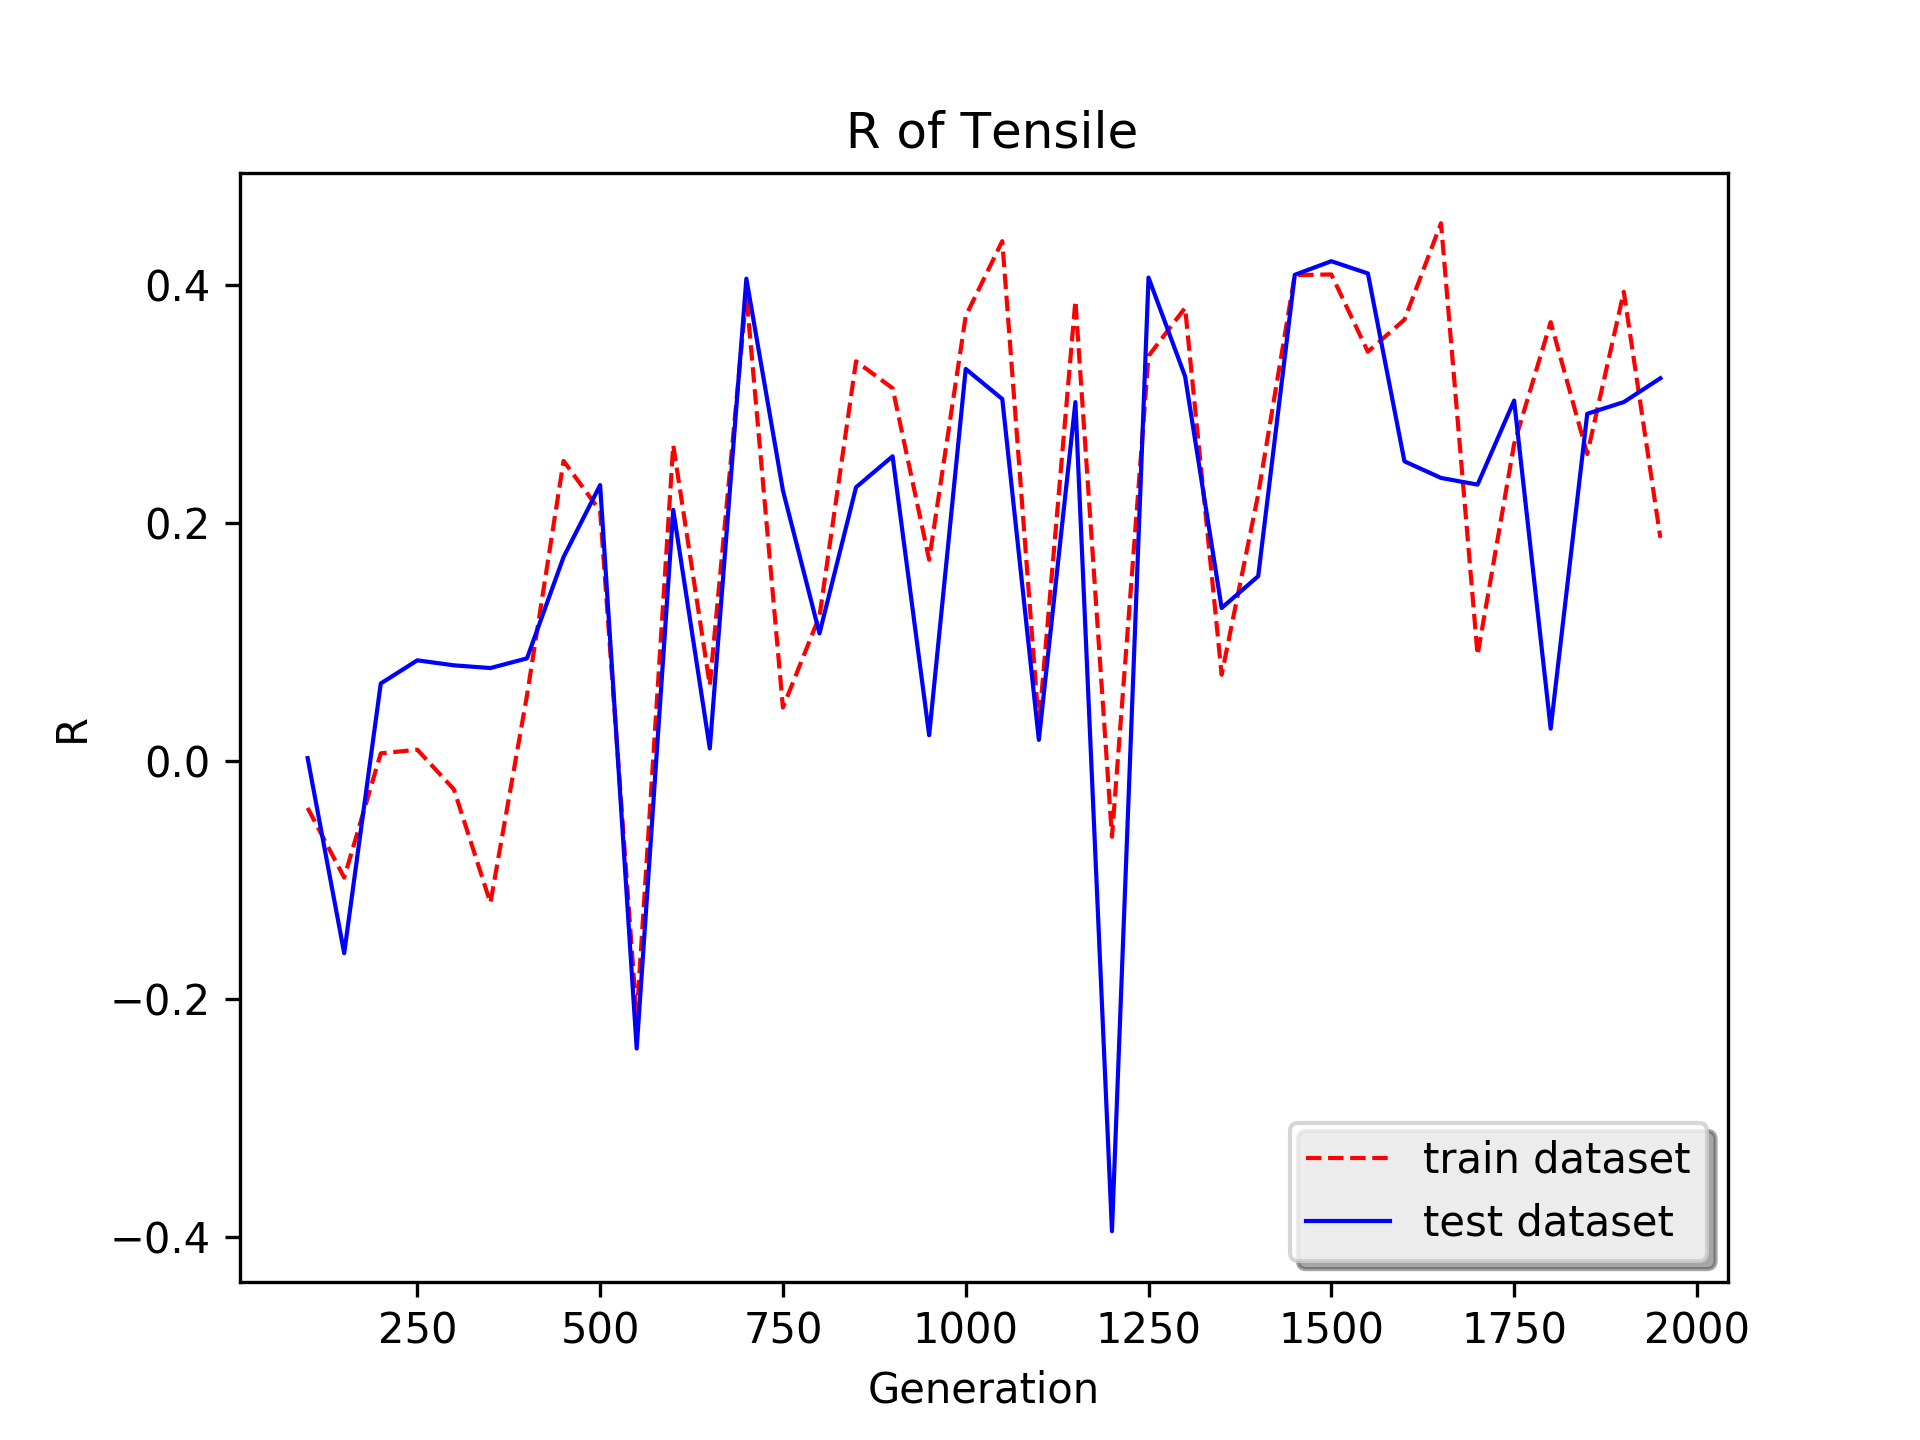 R of Tensile
R
0.4
0.2
0.0
−0.2
−0.4
train dataset
test dataset
250 500 750 1000 1250 1500 1750 2000
Generation